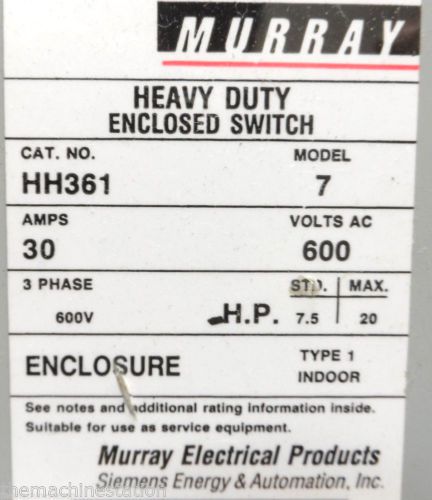 MURRAY
HEAVY DUTY
ENCLOSED SWITCH
CAT. NO. MODEL
HH361 7
AMPS VOLTS AC
30 600
3 PHASE STD. MAX.
600V H.P. 7.5 20
ENCLOSURE TYPE 1
INDOOR
See notes and additional rating information inside.
Suitable for use as service equipment.
Murray Electrical Products
Siemens Energy & Automation, Inc.
themachinestation